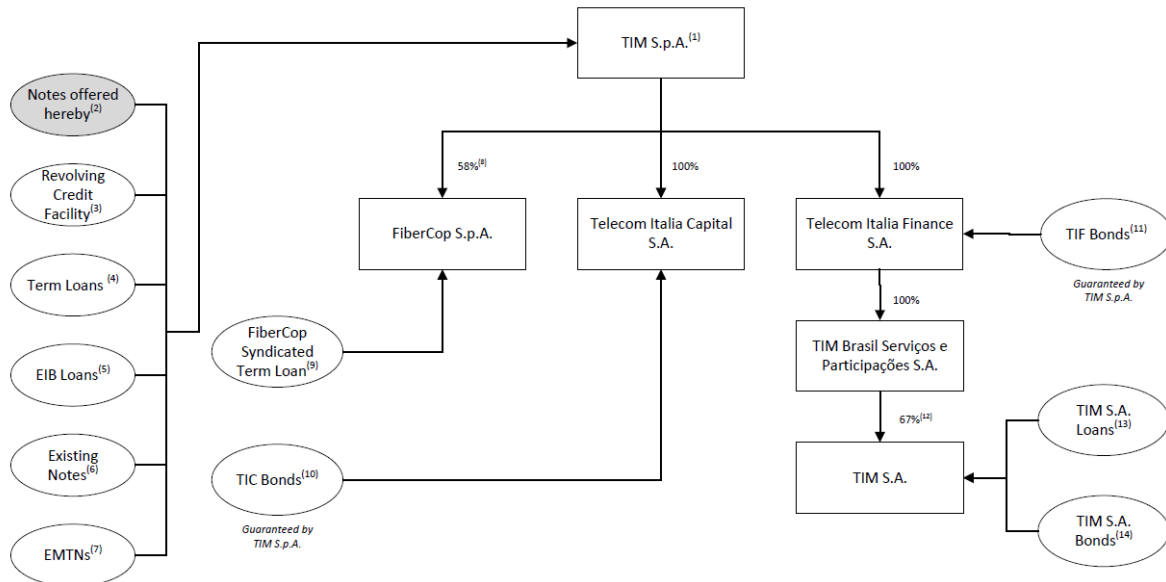 TIM S.p.A.(1)
Notes offered
hereby(2)
Revolving
Credit
Facility(3)
Term Loans (4)
EIB Loans(5)
Existing
Notes(6)
EMTNs(7)
58%(8)
100%
100%
FiberCop S.p.A.
Telecom Italia Capital
S.A.
Telecom Italia Finance
S.A.
TIF Bonds(11)
Guaranteed by
TIM S.p.A.
100%
FiberCop
Syndicated
Term Loan(9)
TIM Brasil Serviços e
Participações S.A.
67%(12)
TIC Bonds(10)
Guaranteed by
TIM S.p.A.
TIM S.A.
TIM S.A.
Loans(13)
TIM S.A.
Bonds(14)